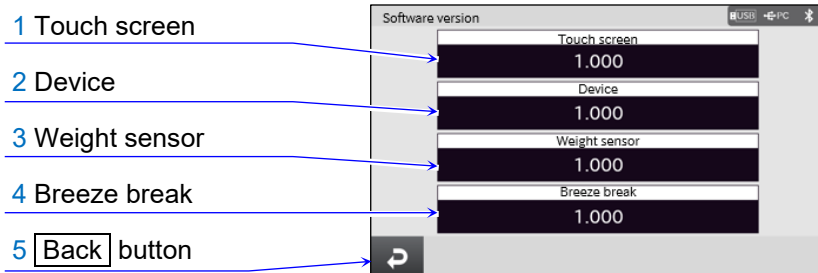 1 Touch screen
2 Device
3 Weight sensor
4 Breeze break
5 Back button
Software version
USB PC
Touch screen
1.000
Device
1.000
Weight sensor
1.000
Breeze break
1.000